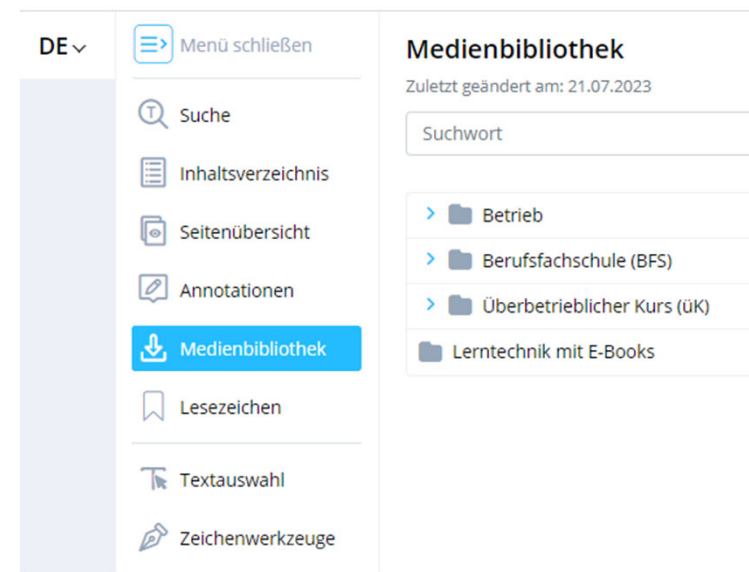 DE
Menü schließen
Suche
Inhaltsverzeichnis
Seitenübersicht
Annotationen
Medienbibliothek
Lesezeichen
Textauswahl
Zeichenwerkzeuge
Medienbibliothek
Zuletzt geändert am: 21.07.2023
Suchwort
Betrieb
Berufsfachschule (BFS)
Überbetrieblicher Kurs (üK)
Lerntechnik mit E-Books